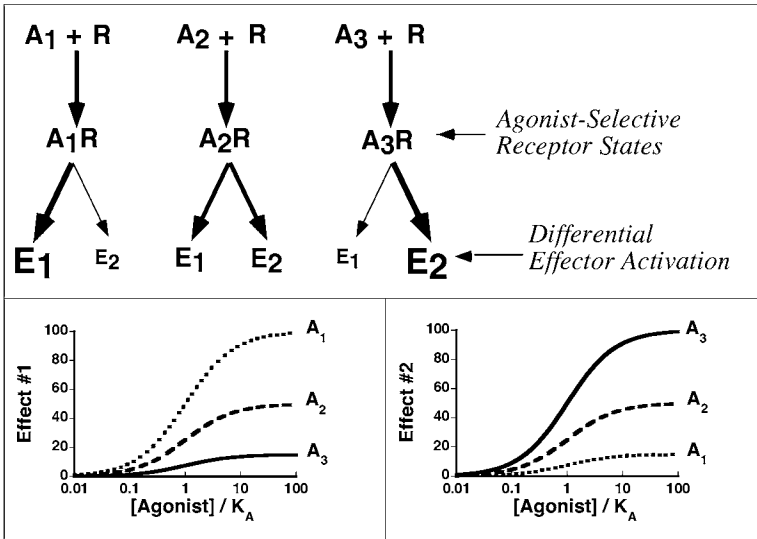 A1 + R A2 + R A3 + R
A1R A2R A3R
Agonist-Selective
Receptor States
E1 E2 E1 E2 E1 E2
Differential
Effector Activation
Effect #1
100
80
60
40
20
0
0.01 0.1 1 10 100
[Agonist] / KA
A1
A2
A3
Effect #2
100
80
60
40
20
0
0.01 0.1 1 10 100
[Agonist] / KA
A3
A2
A1